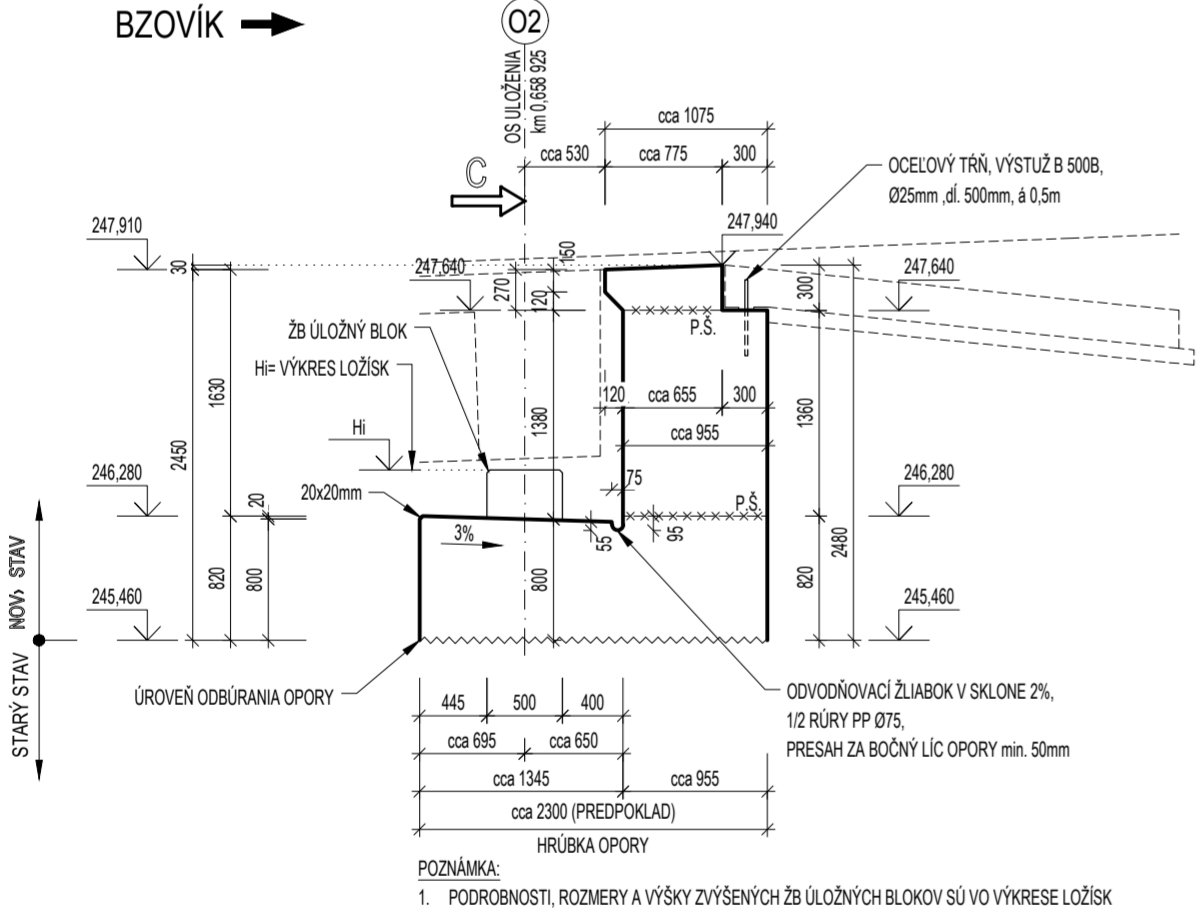 BZOVÍK
O2
OS ULOŽENIA
km 0,658 925
cca 1075
cca 530
cca 775
300
C
OCEĽOVÝ TŔŇ, VÝSTUŽ B 500B,
Ø25mm ,dĺ. 500mm, á 0,5m
247,910
247,940
150
30
247,640
270
120
300
247,640
P.Š.
ŽB ÚLOŽNÝ BLOK
Hi= VÝKRES LOŽÍSK
1630
120
cca 655
300
1380
1360
Hi
cca 955
2450
246,280
75
246,280
20x20mm
20
P.Š.
3%
55
95
2480
NOV› STAV
820
800
800
820
245,460
245,460
STARÝ STAV
ÚROVEŇ ODBÚRANIA OPORY
445
500
400
ODVODŇOVACÍ ŽLIABOK V SKLONE 2%,
1/2 RÚRY PP Ø75,
PRESAH ZA BOČNÝ LÍC OPORY min. 50mm
cca 695
cca 650
cca 1345
cca 955
cca 2300 (PREDPOKLAD)
HRÚBKA OPORY
POZNÁMKA:
1. PODROBNOSTI, ROZMERY A VÝŠKY ZVÝŠENÝCH ŽB ÚLOŽNÝCH BLOKOV SÚ VO VÝKRESE LOŽÍSK